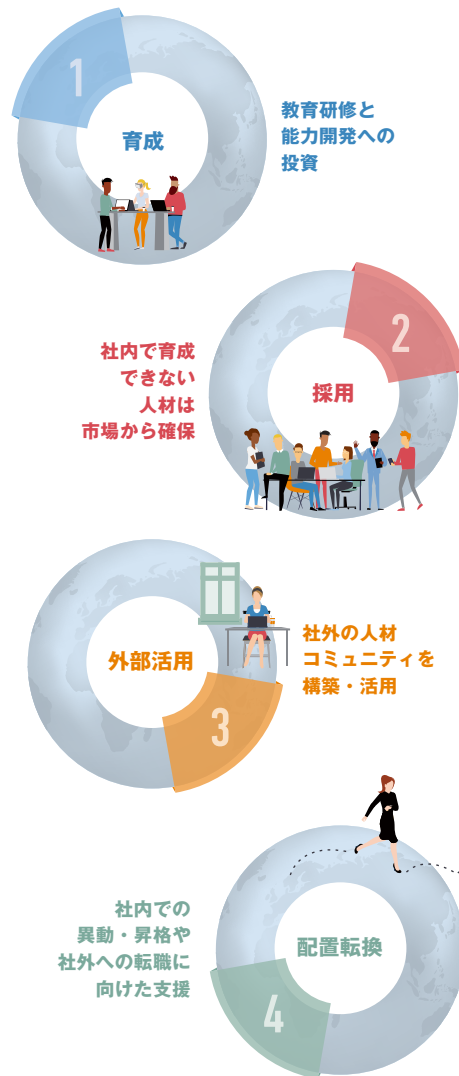 1
育成
教育研修と
能力開発への
投資
2
採用
社内で育成
できない
人材は
市場から確保
外部活用
3
社外の人材
コミュニティを
構築・活用
配置転換
4
社内での
異動・昇格や
社外への転職に
向けた支援